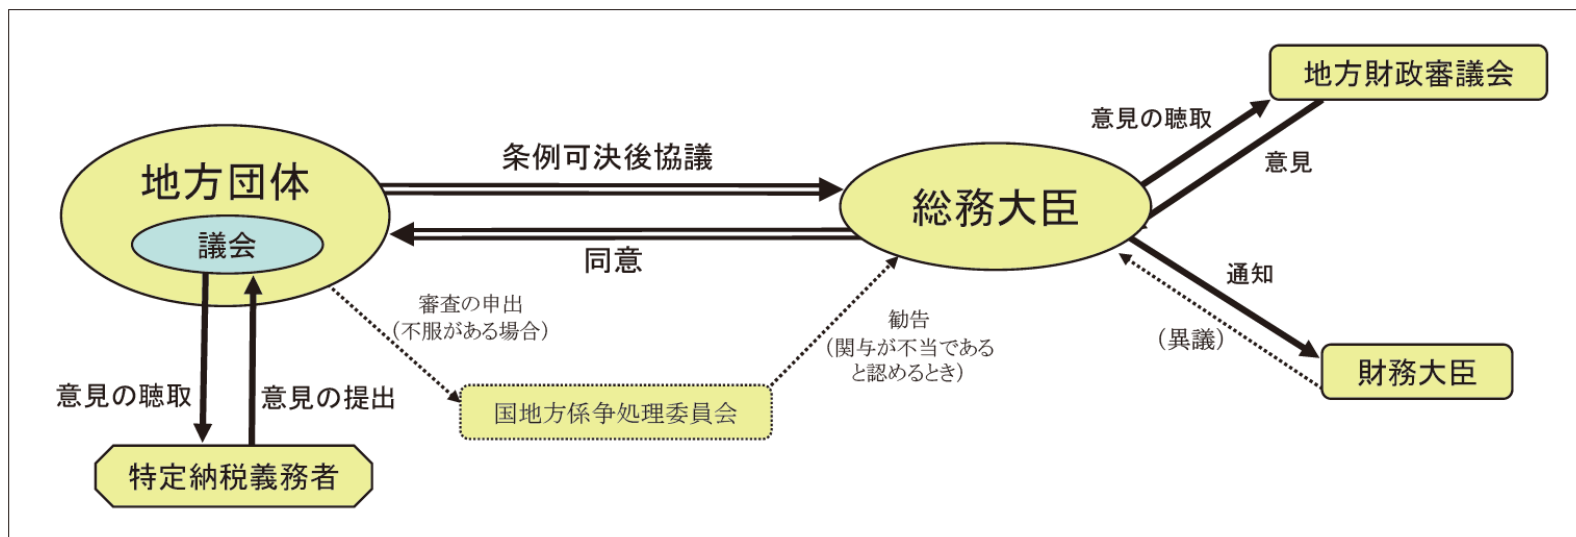 地方財政審議会
意見の聴取
意見
条例可決後協議
地方団体
総務大臣
議会
同意
通知
審査の申出
（不服がある場合）
勧告
（関与が不当である
と認めるとき）
（異議）
財務大臣
意見の聴取
意見の提出
国地方係争処理委員会
特定納税義務者